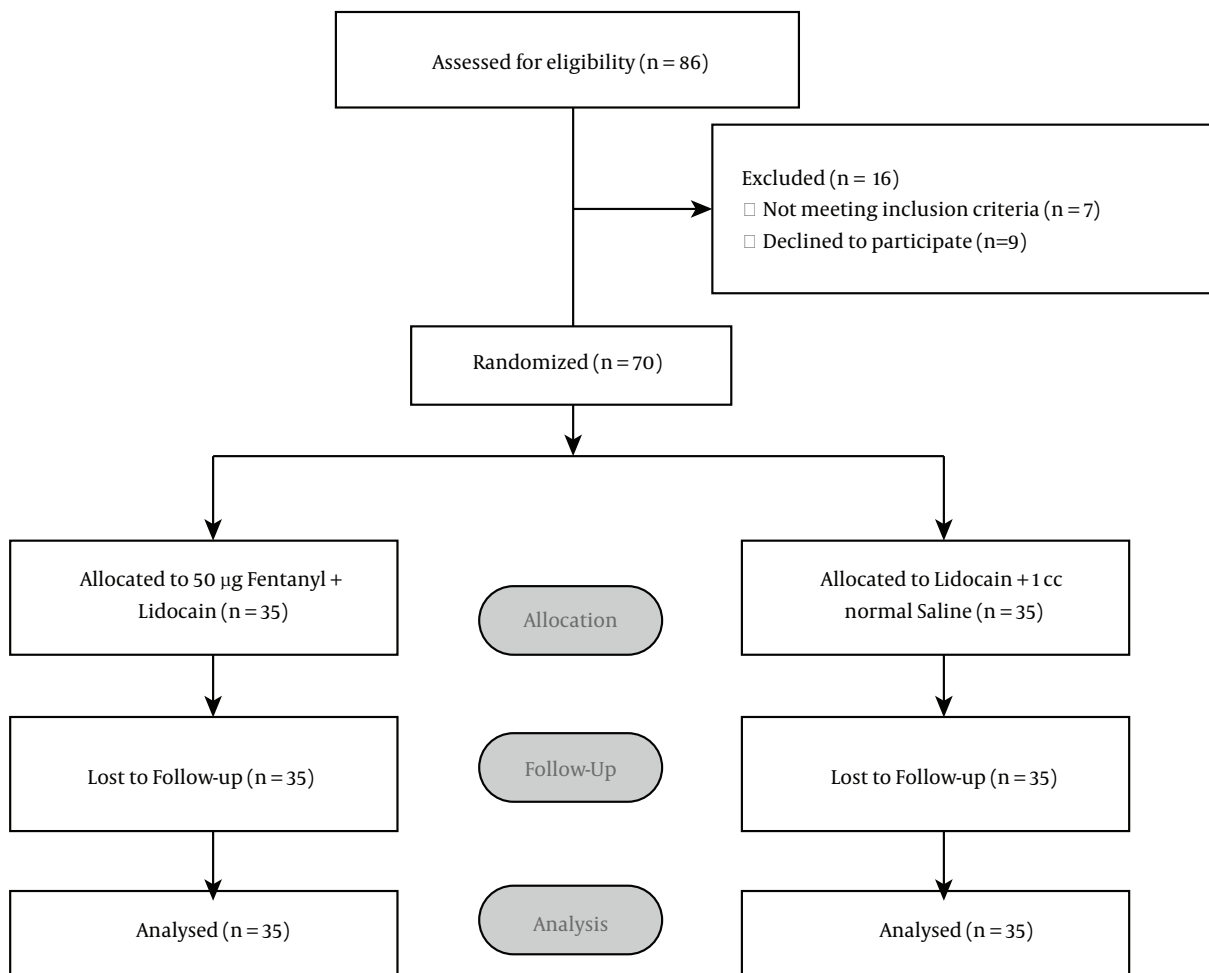 Assessed for eligibility (n = 86)
Excluded (n = 16)
□ Not meeting inclusion criteria (n = 7)
□ Declined to participate (n=9)
Randomized (n = 70)
Allocated to 50 µg Fentanyl +
Lidocain (n = 35)
Allocation
Allocated to Lidocain + 1 cc
normal Saline (n = 35)
Lost to Follow-up (n = 35)
Follow-Up
Lost to Follow-up (n = 35)
Analysed (n = 35)
Analysis
Analysed (n = 35)